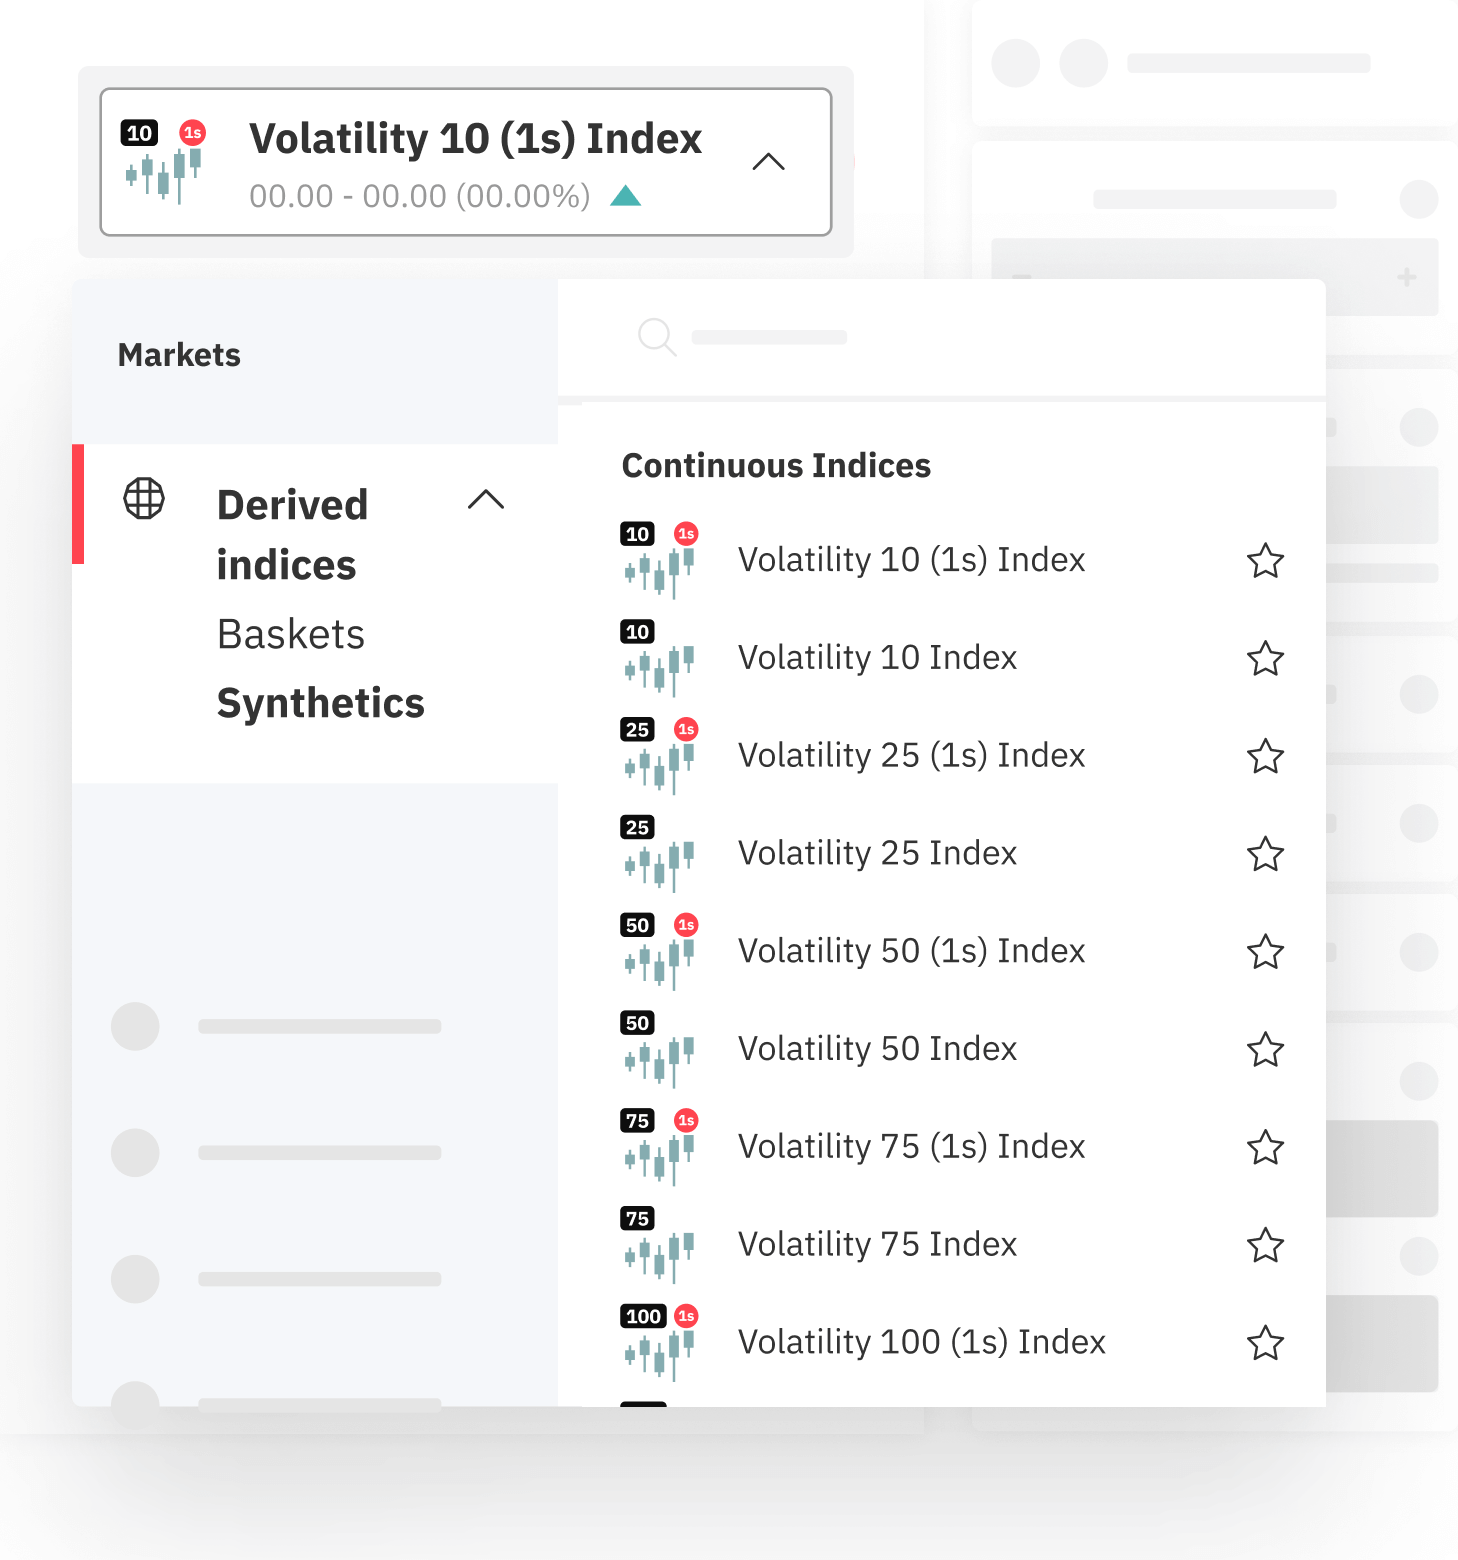 10 1s
Volatility 10 (1s) Index
00.00 - 00.00 (00.00%)
Markets
Derived
indices
Baskets
Synthetics
Continuous Indices
10 1s
Volatility 10 (1s) Index
10
Volatility 10 Index
25 1s
Volatility 25 (1s) Index
25
Volatility 25 Index
50 1s
Volatility 50 (1s) Index
50
Volatility 50 Index
75 1s
Volatility 75 (1s) Index
75
Volatility 75 Index
100 1s
Volatility 100 (1s) Index